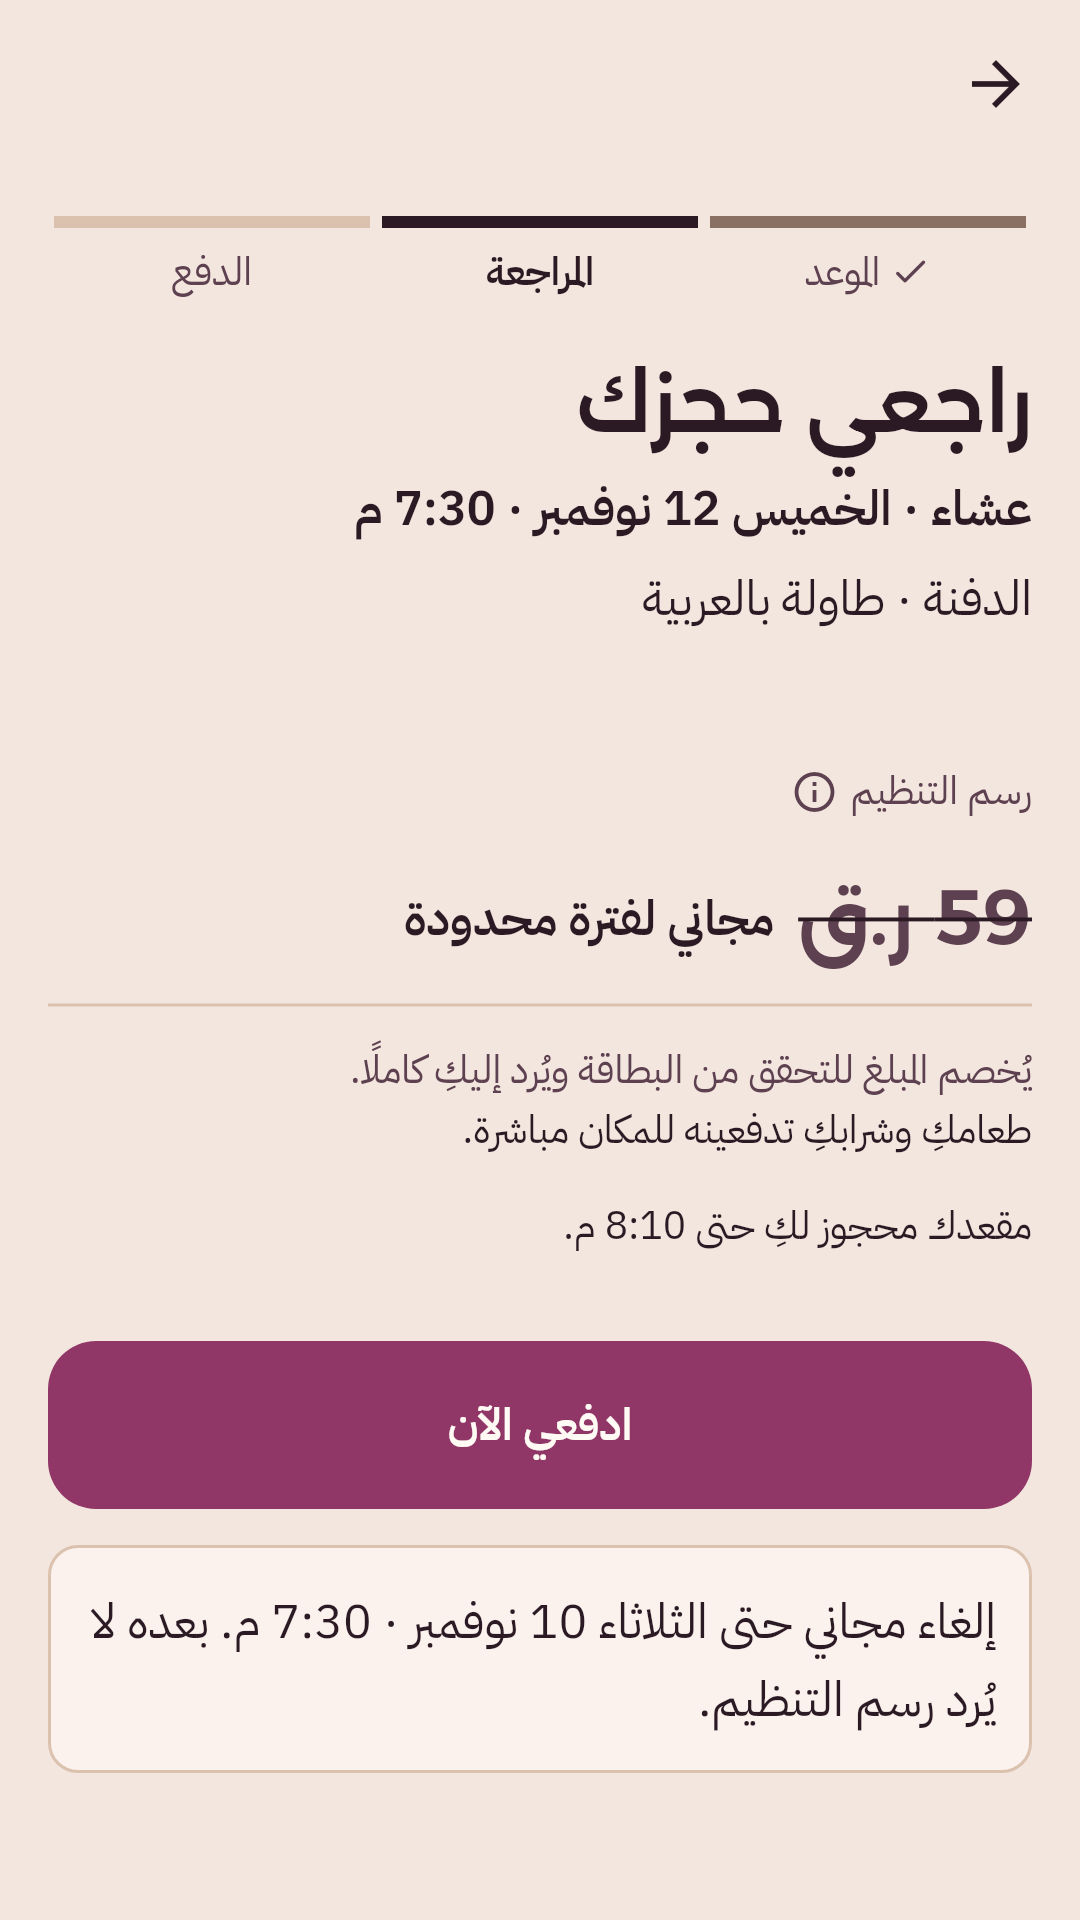 الموعد
المراجعة
الدفع
راجعي حجزك
عشاء · الخميس 12 نوفمبر · 7:30 م
الدفنة · طاولة بالعربية
رسم التنظيم
59 ر.ق مجاني لفترة محدودة
يُخصم المبلغ للتحقق من البطاقة ويُرد إليكِ كاملًا.
طعامكِ وشرابكِ تدفعينه للمكان مباشرة.
مقعدك محجوز لكِ حتى 8:10 م.
ادفعي الآن
إلغاء مجاني حتى الثلاثاء 10 نوفمبر · 7:30 م. بعده لا
يُرد رسم التنظيم.